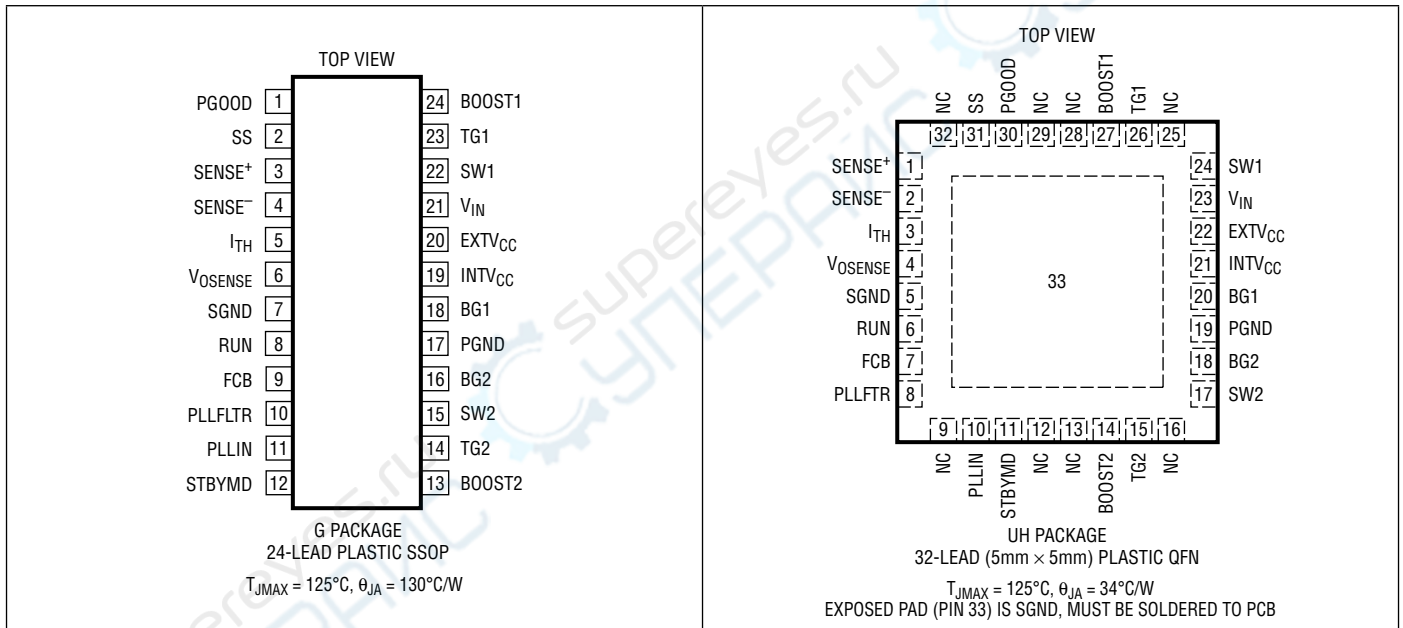 TOP VIEW
PGOOD 1
SS 2
SENSE+ 3
SENSE− 4
ITH 5
VOSENSE 6
SGND 7
RUN 8
FCB 9
PLLFLTR 10
PLLIN 11
STBYMD 12
24 BOOST1
23 TG1
22 SW1
21 VIN
20 EXTVCC
19 INTVCC
18 BG1
17 PGND
16 BG2
15 SW2
14 TG2
13 BOOST2
G PACKAGE
24-LEAD PLASTIC SSOP
TJMAX = 125°C, θJA = 130°C/W
TOP VIEW
NC SS PGOOD NC NC BOOST1 TG1 NC
32 31 30 29 28 27 26 25
SENSE+ 1
SENSE− 2
ITH 3
VOSENSE 4
SGND 5
RUN 6
FCB 7
PLLFTR 8
33
24 SW1
23 VIN
22 EXTVCC
21 INTVCC
20 BG1
19 PGND
18 BG2
17 SW2
9 10 11 12 13 14 15 16
NC PLLIN STBYMD NC NC BOOST2 TG2 NC
UH PACKAGE
32-LEAD (5mm × 5mm) PLASTIC QFN
TJMAX = 125°C, θJA = 34°C/W
EXPOSED PAD (PIN 33) IS SGND, MUST BE SOLDERED TO PCB
supereyes.ru
СУПЕРАЙС